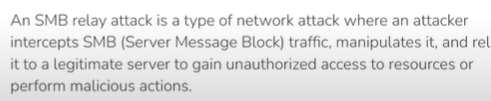 An SMB relay attack is a type of network attack where an attacker
intercepts SMB (Server Message Block) traffic, manipulates it, and
it to a legitimate server to gain unauthorized access to resources or
perform malicious actions.